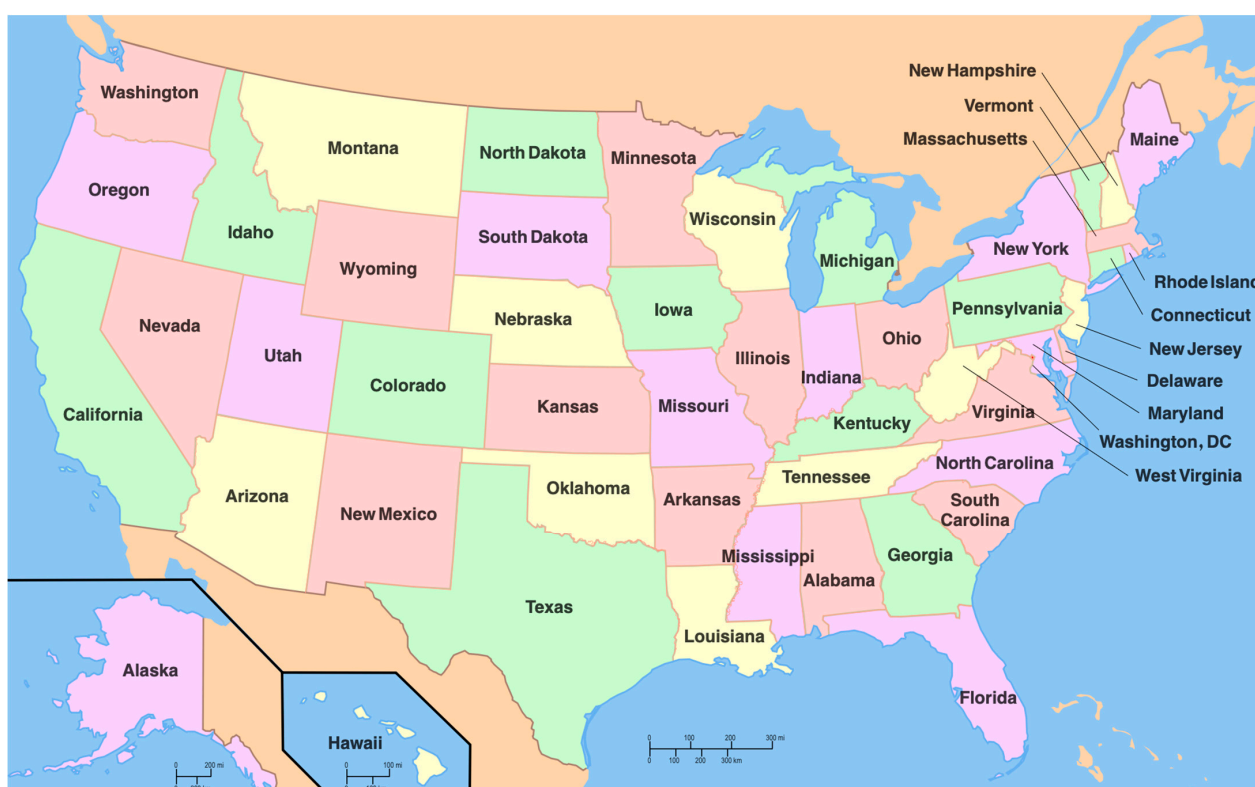 New Hampshire
Vermont
Massachusetts
Washington
Montana
North Dakota
Minnesota
Maine
Oregon
Idaho
Wyoming
South Dakota
Wisconsin
Michigan
New York
Rhode Island
Connecticut
New Jersey
Delaware
Maryland
Washington, DC
West Virginia
Nevada
Utah
Colorado
Nebraska
Iowa
Illinois
Indiana
Ohio
Pennsylvania
California
Kansas
Missouri
Kentucky
Virginia
Arizona
New Mexico
Oklahoma
Arkansas
Tennessee
North Carolina
South
Carolina
Texas
Louisiana
Mississippi
Alabama
Georgia
Florida
Alaska
Hawaii
0 200 mi
0 100 mi
0 100 200 300 mi
0 100 200 300 km